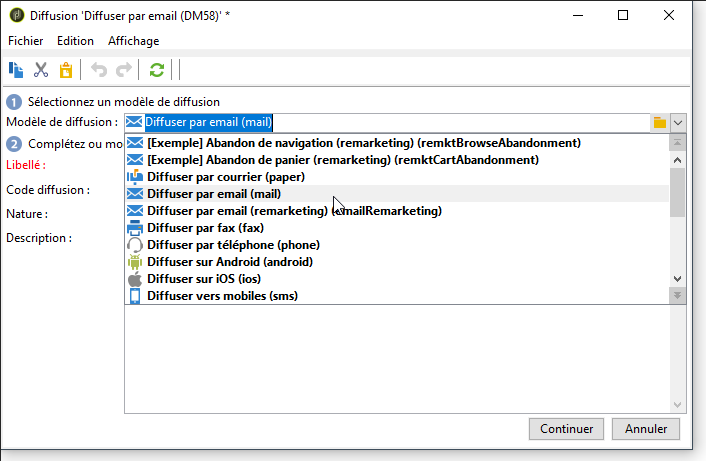 Diffusion 'Diffuser par email (DM58)' *
Fichier Edition Affichage
1 Sélectionnez un modèle de diffusion
Modèle de diffusion : Diffuser par email (mail)
2 Complétez ou mo
[Exemple] Abandon de navigation (remarketing) (remktBrowseAbandonment)
Libellé :
[Exemple] Abandon de panier (remarketing) (remktCartAbandonment)
Diffuser par courrier (paper)
Code diffusion :
Diffuser par email (mail)
Nature :
Diffuser par email (remarketing) (emailRemarketing)
Diffuser par fax (fax)
Description :
Diffuser par téléphone (phone)
Diffuser sur Android (android)
Diffuser sur iOS (ios)
Diffuser vers mobiles (sms)
Continuer Annuler